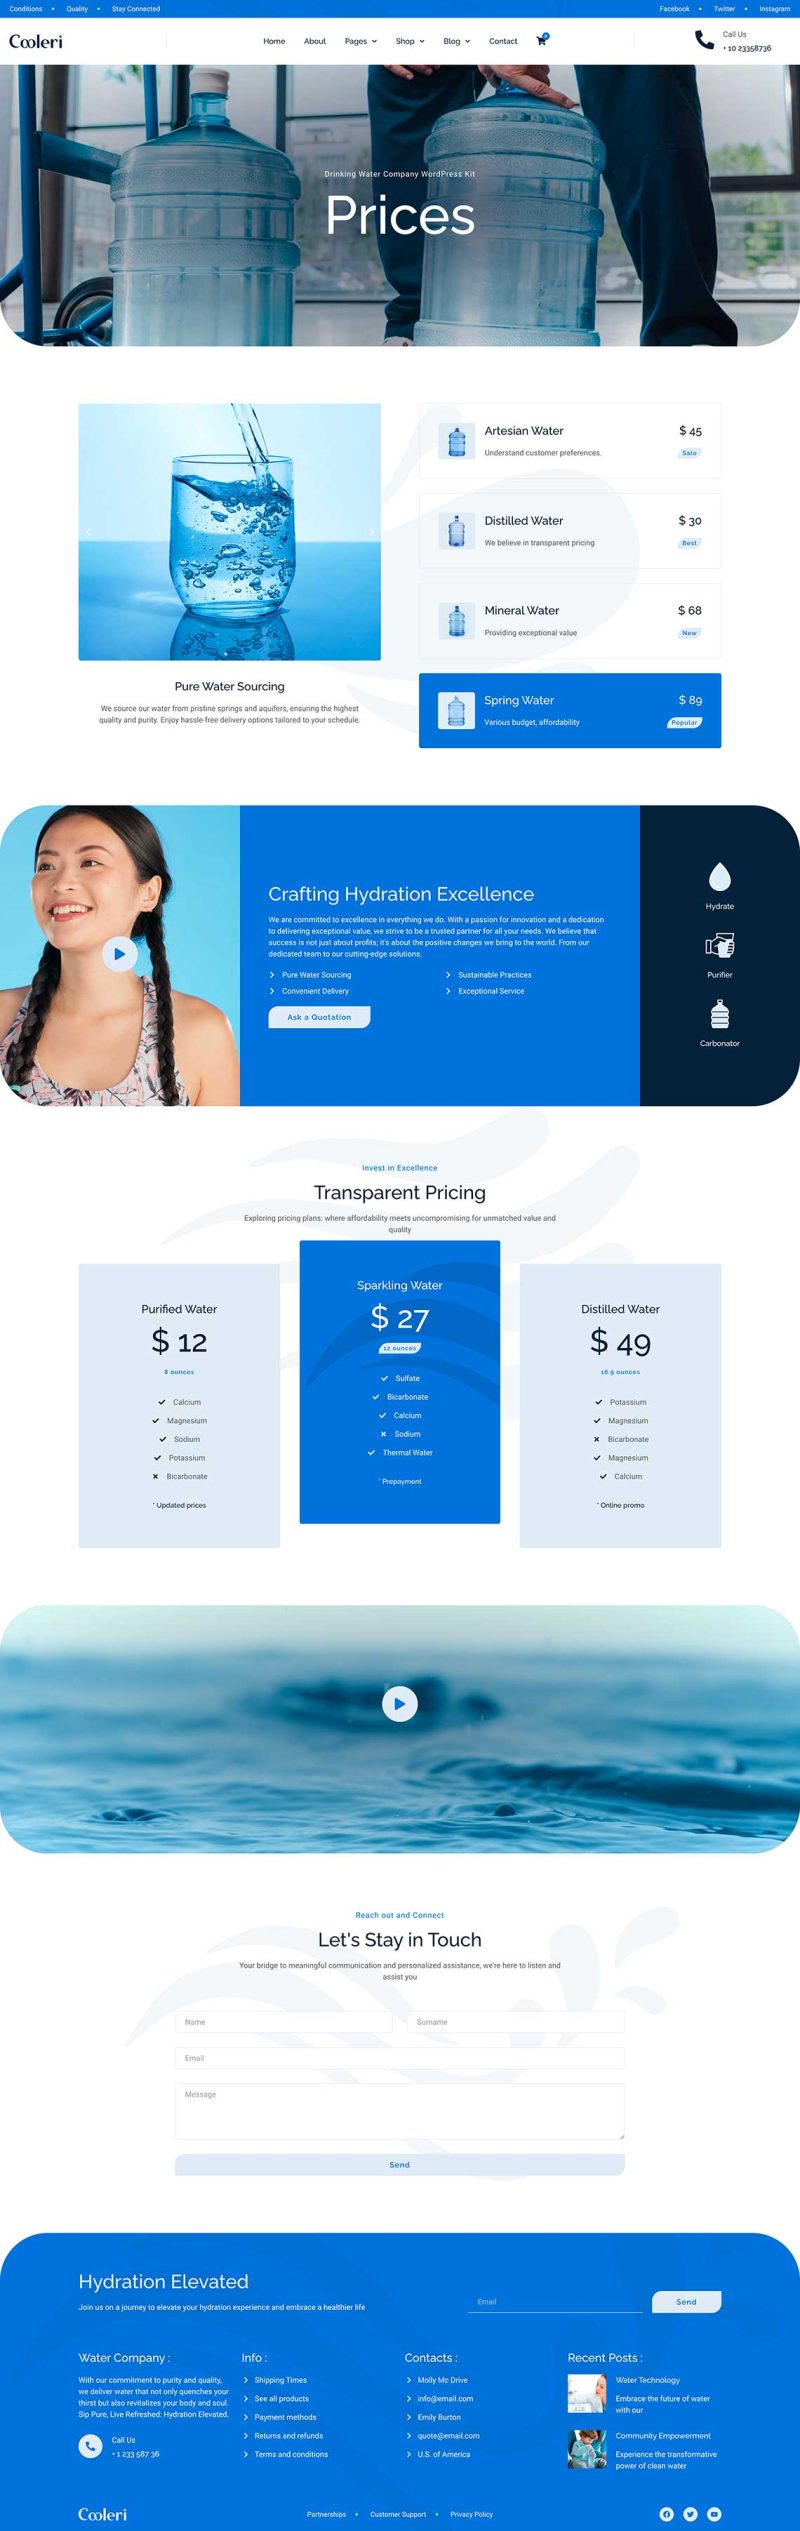 Conditions • Quality • Stay Connected
Facebook • Twitter • Instagram
Cooleri
Home About Pages Shop Blog Contact
Call Us
+ 10 23358736
Drinking Water Company WordPress Kit
Prices
Artesian Water $ 45
Understand customer preferences. Sale
Distilled Water $ 30
We believe in transparent pricing Best
Mineral Water $ 68
Providing exceptional value New
Spring Water $ 89
Various budget, affordability Popular
Pure Water Sourcing
We source our water from pristine springs and aquifers, ensuring the highest
quality and purity. Enjoy hassle-free delivery options tailored to your schedule.
Crafting Hydration Excellence
We are committed to excellence in everything we do. With a passion for innovation and a dedication
to delivering exceptional value, we strive to be a trusted partner for all your needs. We believe that
success is not just about profits; it's about the positive changes we bring to the world. From our
dedicated team to our cutting-edge solutions.
Pure Water Sourcing
Sustainable Practices
Convenient Delivery
Exceptional Service
Ask a Quotation
Hydrate
Purifier
Carbonator
Invest in Excellence
Transparent Pricing
Exploring pricing plans: where affordability meets uncompromising for unmatched value and
quality
Purified Water
$ 12
8 ounces
Calcium
Magnesium
Sodium
Potassium
Bicarbonate
* Updated prices
Sparkling Water
$ 27
12 ounces
Sulfate
Bicarbonate
Calcium
Sodium
Thermal Water
* Prepayment
Distilled Water
$ 49
16.9 ounces
Potassium
Magnesium
Bicarbonate
Magnesium
Calcium
* Online promo
Reach out and Connect
Let's Stay in Touch
Your bridge to meaningful communication and personalized assistance, we're here to listen and
assist you
Name
Surname
Email
Message
Send
Hydration Elevated
Join us on a journey to elevate your hydration experience and embrace a healthier life
Email
Send
Water Company :
With our commitment to purity and quality,
we deliver water that not only quenches your
thirst but also revitalizes your body and soul.
Sip Pure, Live Refreshed: Hydration Elevated.
Call Us
+ 1 233 587 36
Info :
Shipping Times
See all products
Payment methods
Returns and refunds
Terms and conditions
Contacts :
Molly Mc Drive
info@email.com
Emily Burton
quote@email.com
U.S. of America
Recent Posts :
Water Technology
Embrace the future of water
with our
Community Empowerment
Experience the transformative
power of clean water
Cooleri
Partnerships • Customer Support • Privacy Policy